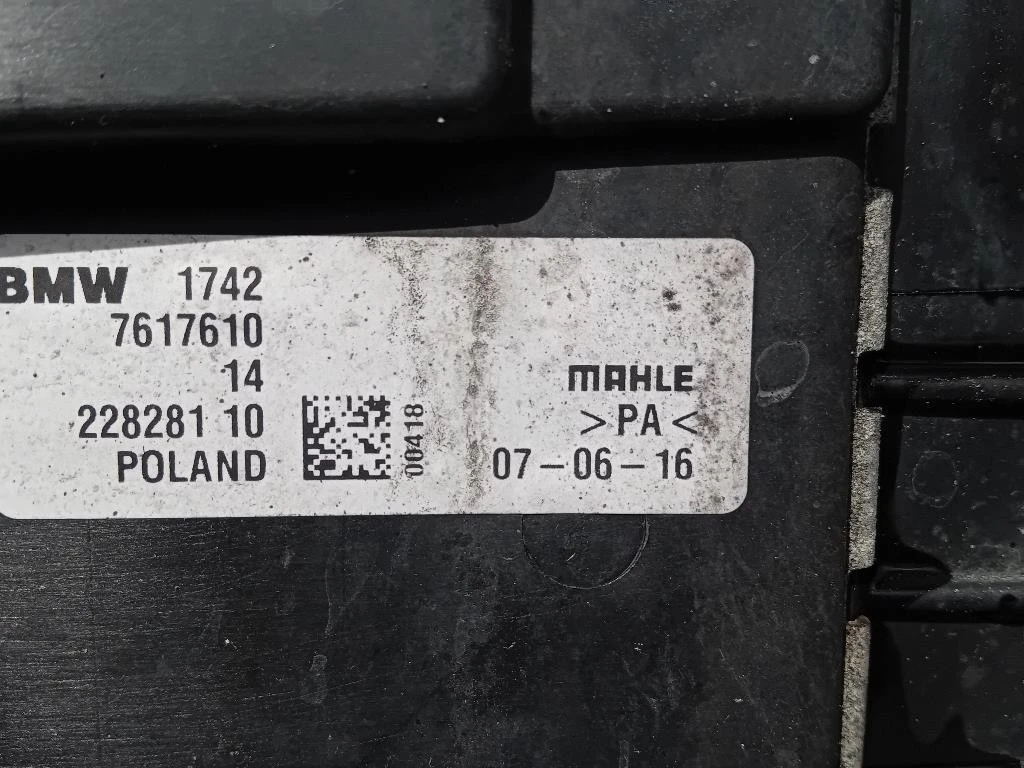 BMW 1742
7617610
14
228281 10
POLAND
00418
MAHLE
>PA<
07-06-16